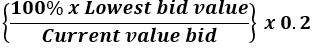 {100% x Lowest bid value
Current value bid} x 0.2